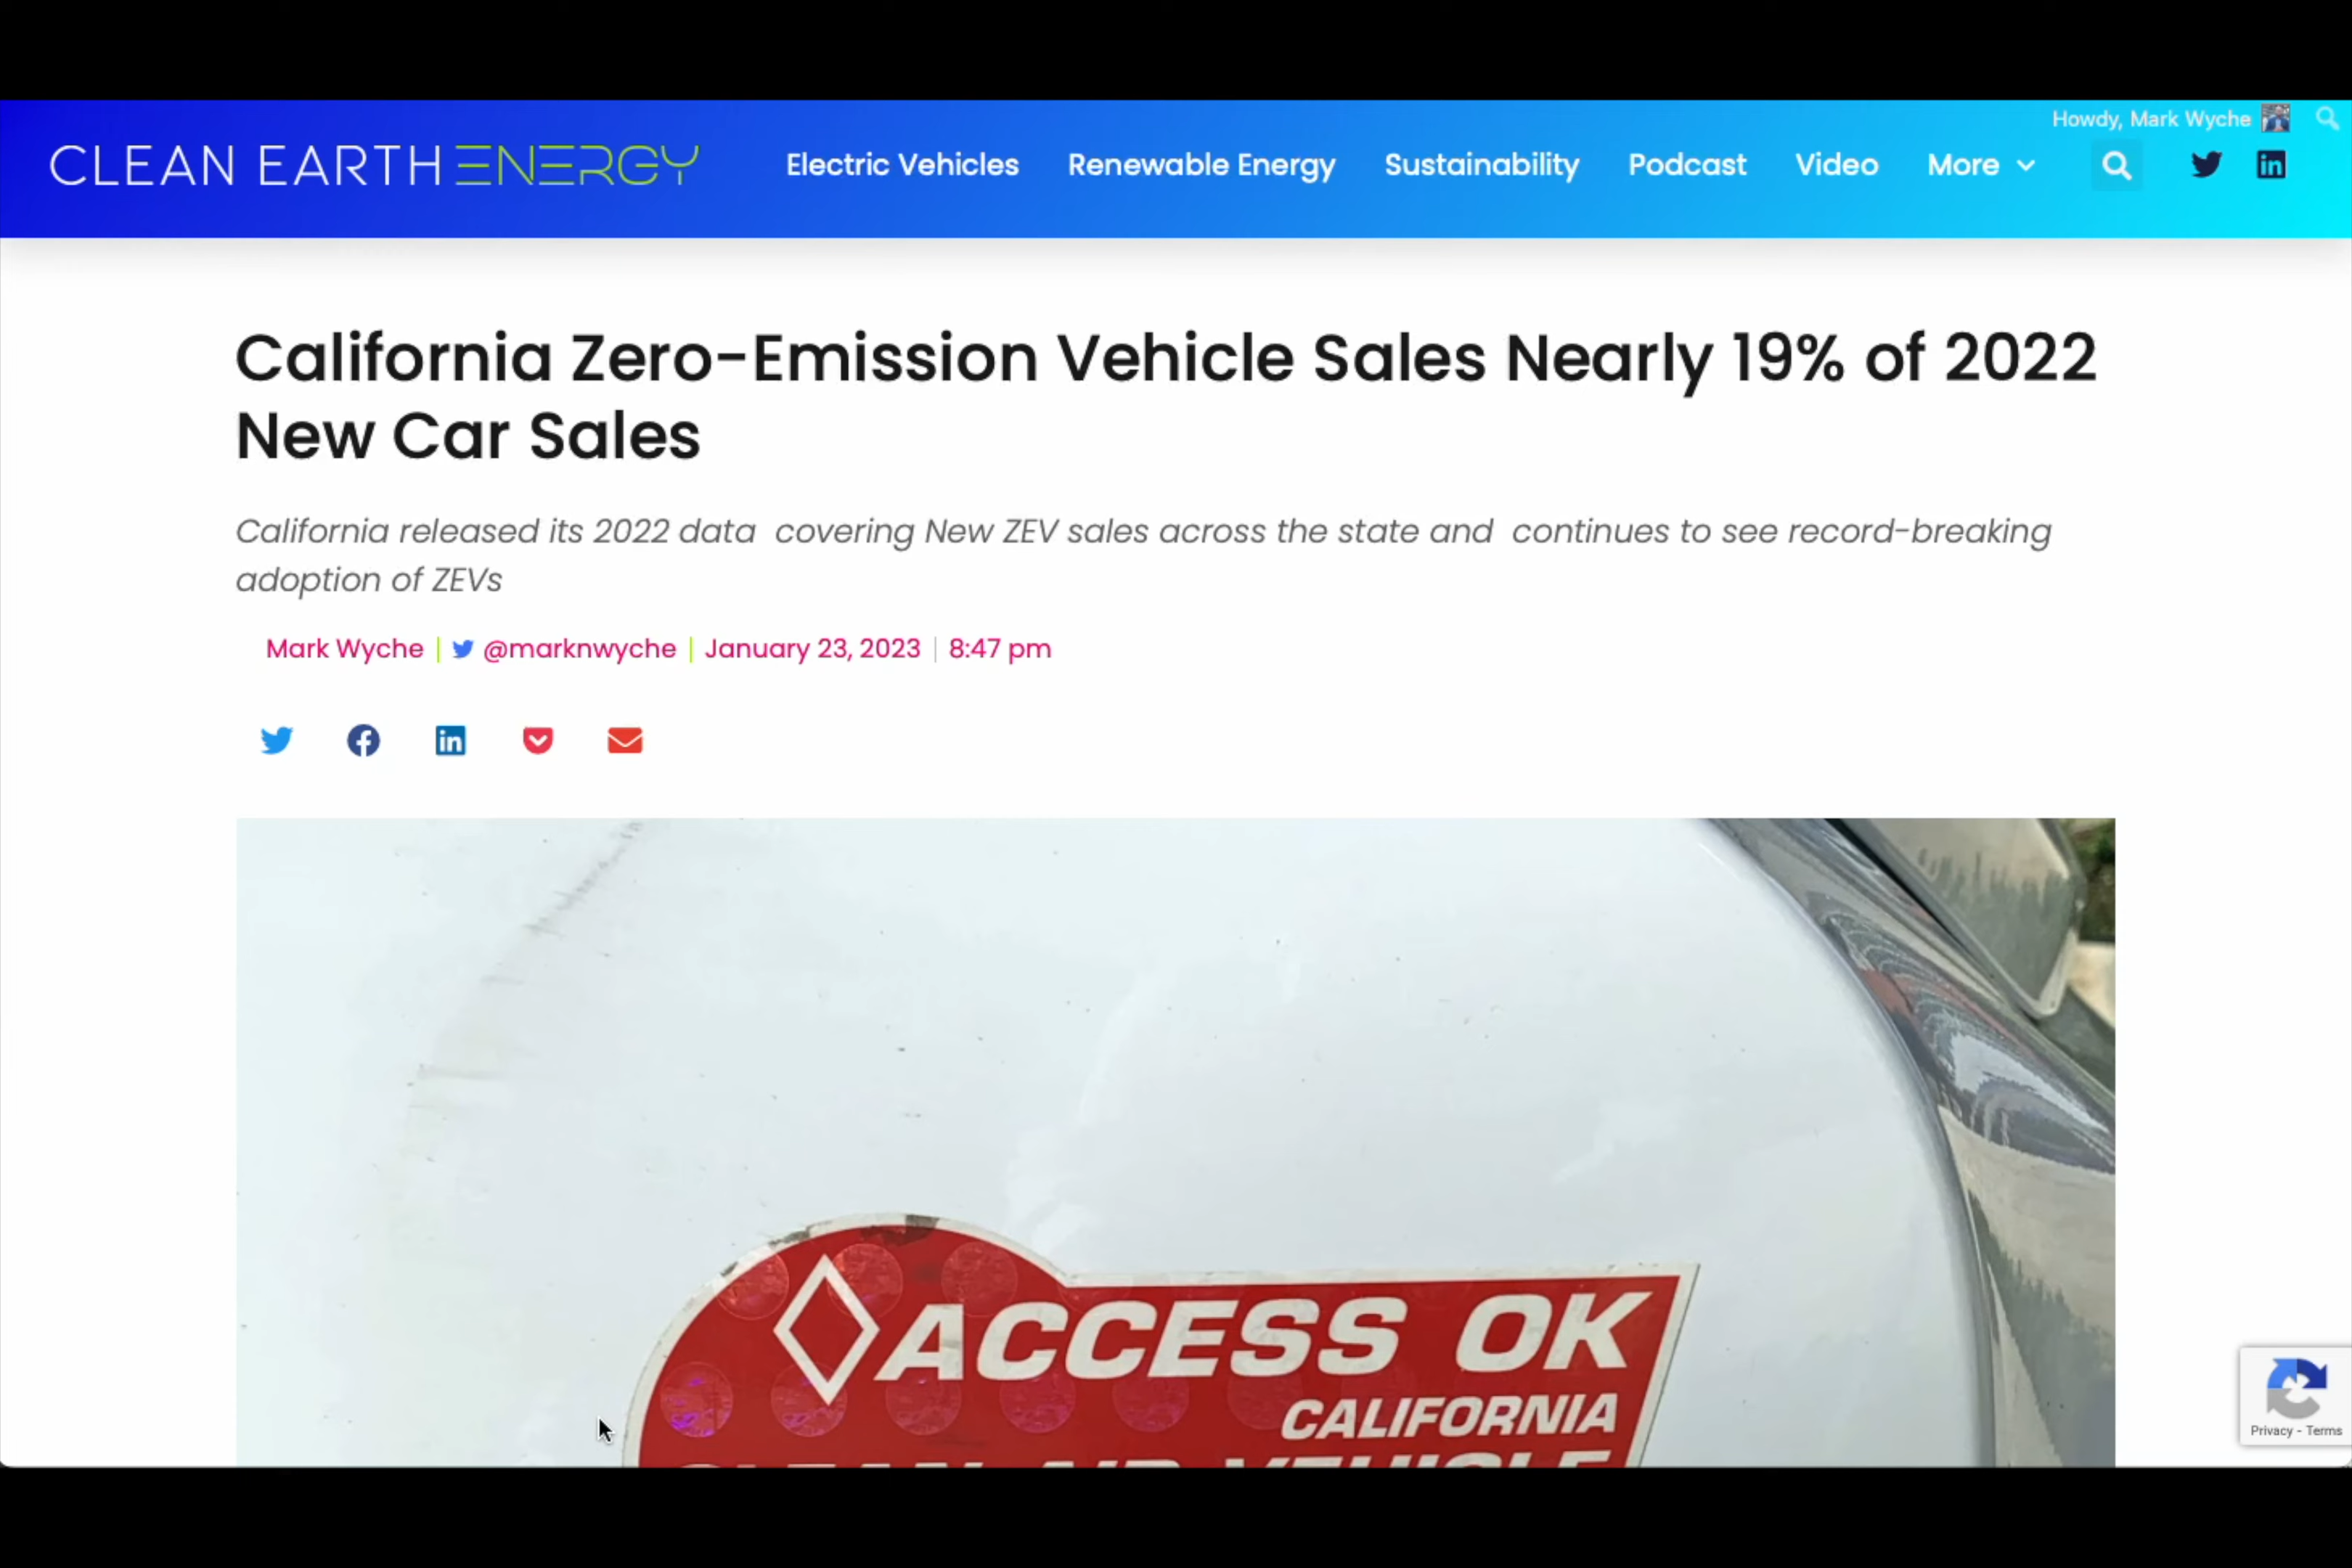 Howdy, Mark Wyche
CLEAN EARTH ENERGY
Electric Vehicles Renewable Energy Sustainability Podcast Video More
California Zero-Emission Vehicle Sales Nearly 19% of 2022
New Car Sales
California released its 2022 data covering New ZEV sales across the state and continues to see record-breaking
adoption of ZEVs
Mark Wyche | @marknwyche | January 23, 2023 | 8:47 pm
ACCESS OK
CALIFORNIA
CLEAN AIR VEHICLE
Privacy - Terms